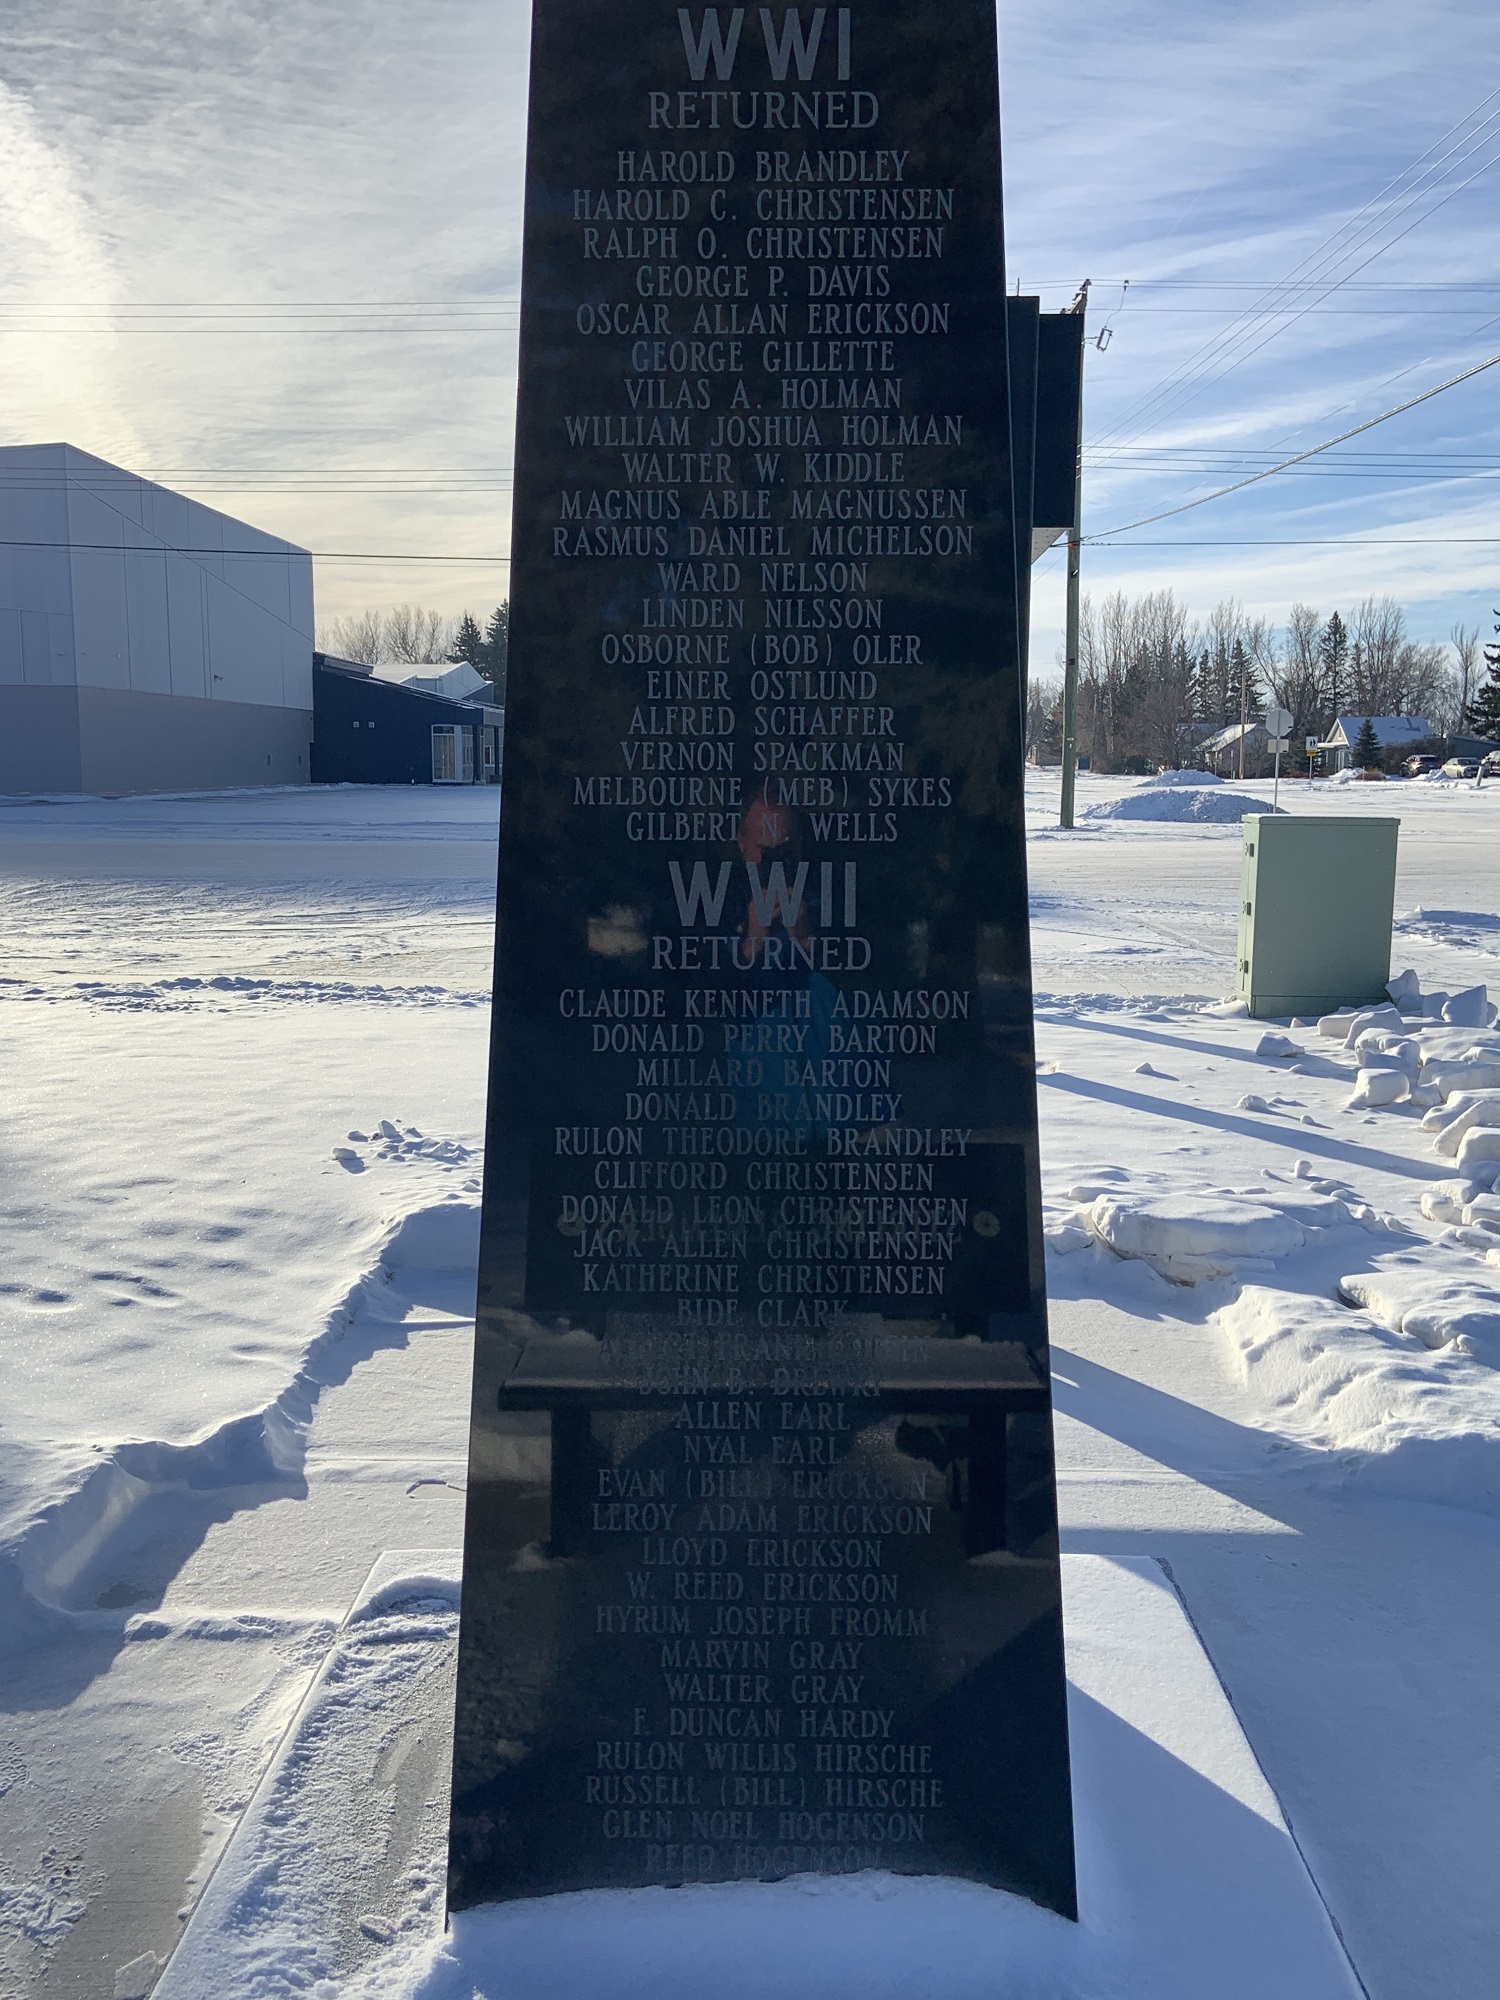 WWI
RETURNED
HAROLD BRANDLEY
HAROLD C. CHRISTENSEN
RALPH O. CHRISTENSEN
GEORGE P. DAVIS
OSCAR ALLAN ERICKSON
GEORGE GILLETTE
VILAS A. HOLMAN
WILLIAM JOSHUA HOLMAN
WALTER W. KIDDLE
MAGNUS ABLE MAGNUSSEN
RASMUS DANIEL MICHELSON
WARD NELSON
LINDEN NILSSON
OSBORNE (BOB) OLER
EINER OSTLUND
ALFRED SCHAFFER
VERNON SPACKMAN
MELBOURNE (MEB) SYKES
GILBERT N. WELLS
WWII
RETURNED
CLAUDE KENNETH ADAMSON
DONALD PERRY BARTON
MILLARD BARTON
DONALD BRANDLEY
RULON THEODORE BRANDLEY
CLIFFORD CHRISTENSEN
DONALD LEON CHRISTENSEN
JACK ALLEN CHRISTENSEN
KATHERINE CHRISTENSEN
BIDE CLARK
JOHN B. DREWRY
ALLEN EARL
NYAL EARL
EVAN (BILL) ERICKSON
LEROY ADAM ERICKSON
LLOYD ERICKSON
W. REED ERICKSON
HYRUM JOSEPH FROMM
MARVIN GRAY
WALTER GRAY
F. DUNCAN HARDY
RULON WILLIS HIRSCHE
RUSSELL (BILL) HIRSCHE
GLEN NOEL HOGENSON
REED HOGENSON